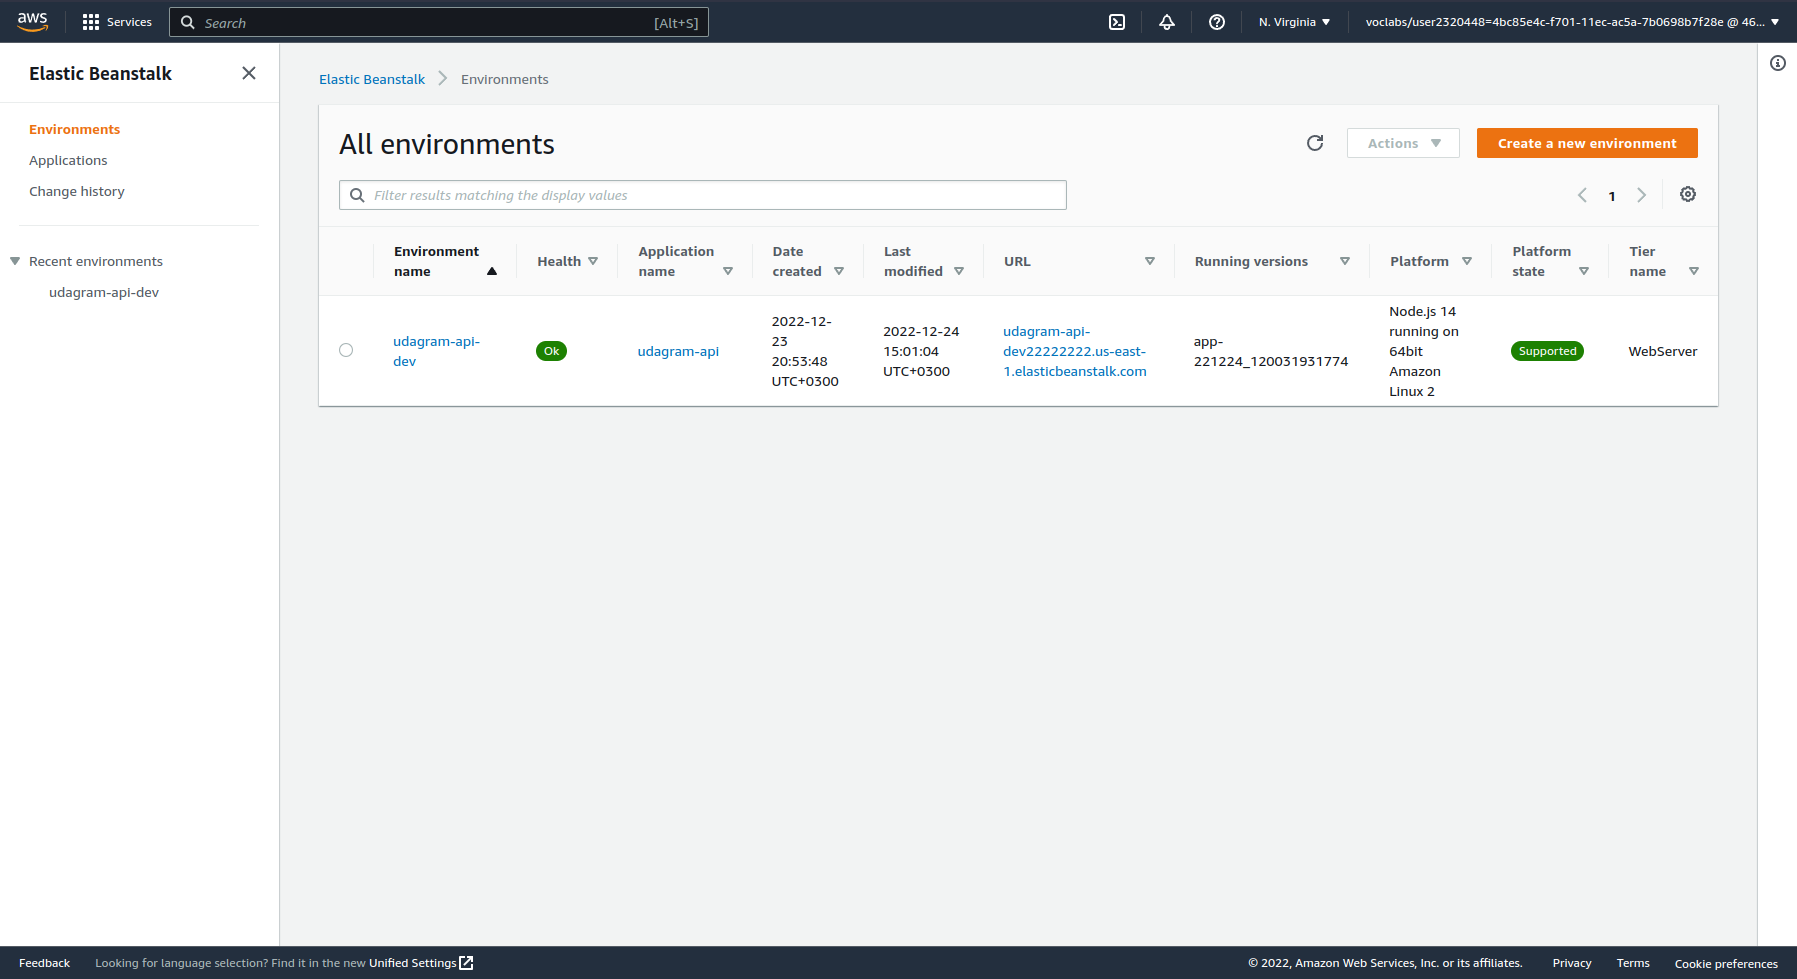 aws Services Search [Alt+S] N. Virginia voclabs/user2320448=4bc85e4c-f701-11ec-ac5a-7b0698b7f28e @ 46...
Elastic Beanstalk
Environments
Applications
Change history
Recent environments
udagram-api-dev
Elastic Beanstalk Environments
All environments
Actions
Create a new environment
Filter results matching the display values
1
Environment
name
Health
Application
name
Date
created
Last
modified
URL
Running versions
Platform
Platform
state
Tier
name
udagram-api-
dev
Ok
udagram-api
2022-12-
23
20:53:48
UTC+0300
2022-12-24
15:01:04
UTC+0300
udagram-api-
dev22222222.us-east-
1.elasticbeanstalk.com
app-
221224_120031931774
Node.js 14
running on
64bit
Amazon
Linux 2
Supported
WebServer
Feedback Looking for language selection? Find it in the new Unified Settings © 2022, Amazon Web Services, Inc. or its affiliates. Privacy Terms Cookie preferences